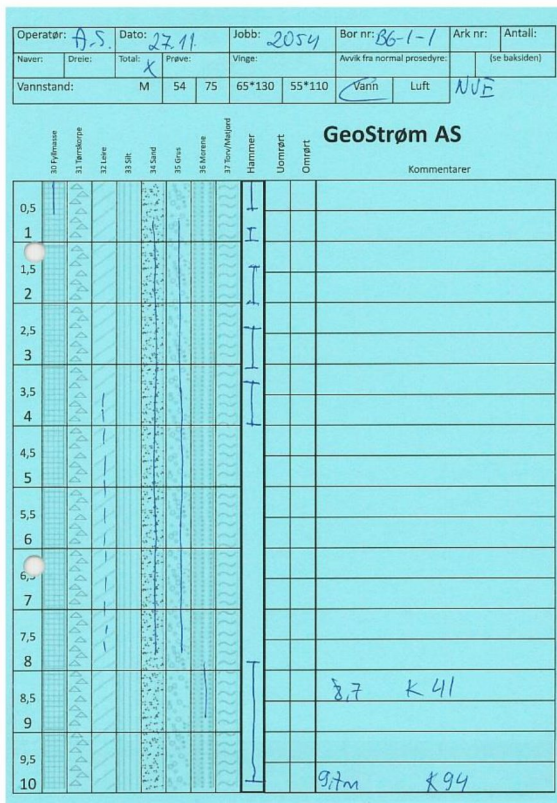 Operatør: A.S. Dato: 27.11. Jobb: 2054 Bor nr: BG-1-1 Ark nr: Antall:
Naver: Dreie: Total: X Prøve: Vinge: Avvik fra normal prosedyre: (se baksiden)
Vannstand: M 54 75 65*130 55*110 Vann Luft NVE
GeoStrøm AS
30 Fyllmasse 31 Tørrskorpe 32 Leire 33 Silt 34 Sand 35 Grus 36 Morene 37 Torv/Matjord Hammer Uomrørt Omrørt Kommentarer
0,5
1
1,5
2
2,5
3
3,5
4
4,5
5
5,5
6
6,5
7
7,5
8
8,5 8,7 K 41
9
9,5
10 9,7m K94